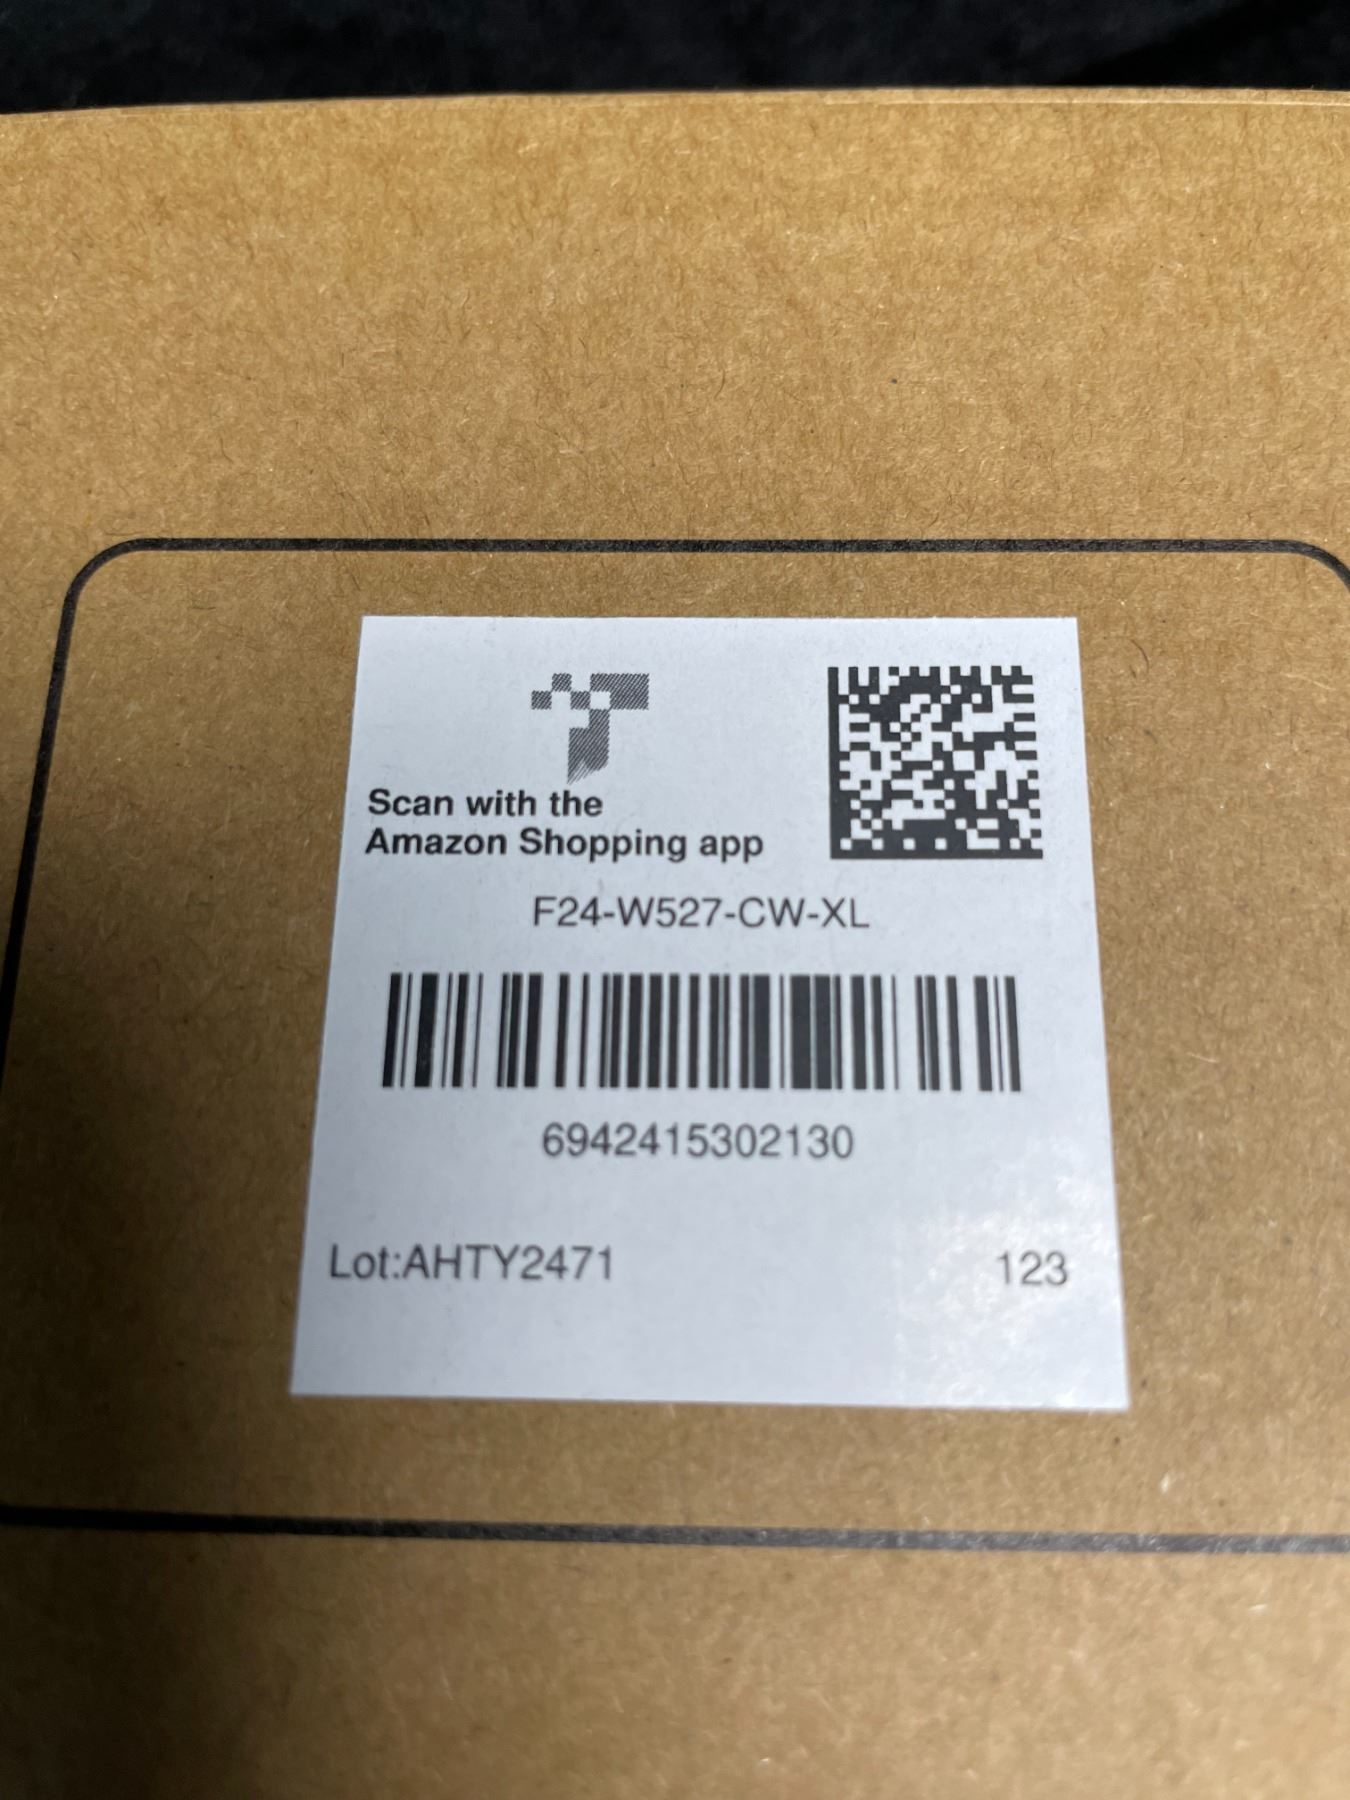 Scan with the
Amazon Shopping app
F24-W527-CW-XL
6942415302130
Lot:AHTY2471
123